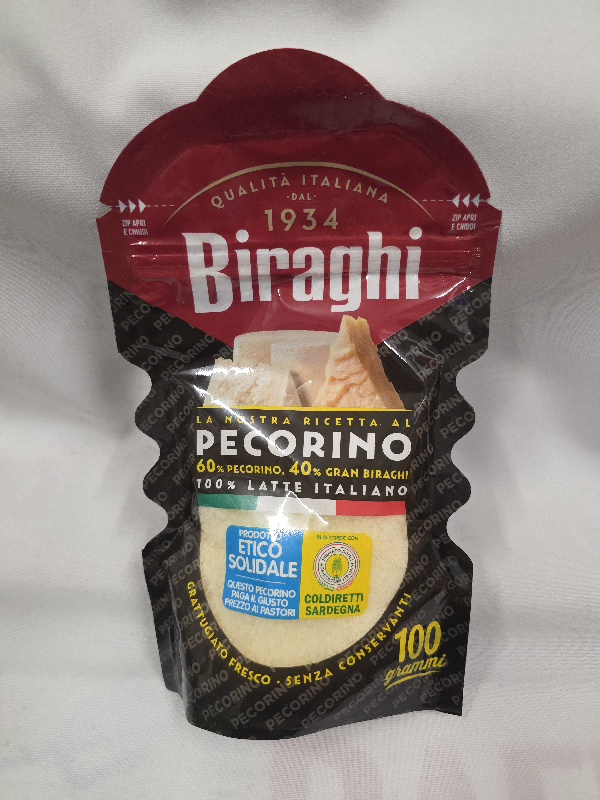 QUALITÀ ITALIANA
·DAL·
1934
ZIP APRI
E CHIUDI
ZIP APRI
E CHIUDI
Biraghi
LA NOSTRA RICETTA AL
PECORINO
60% PECORINO, 40% GRAN BIRAGHI
100% LATTE ITALIANO
PRODOTTO
ETICO
SOLIDALE
QUESTO PECORINO
PAGA IL GIUSTO
PREZZO AI PASTORI
IN ACCORDO CON
COLDIRETTI
SARDEGNA
GRATTUGIATO FRESCO · SENZA CONSERVANTI
100
grammi